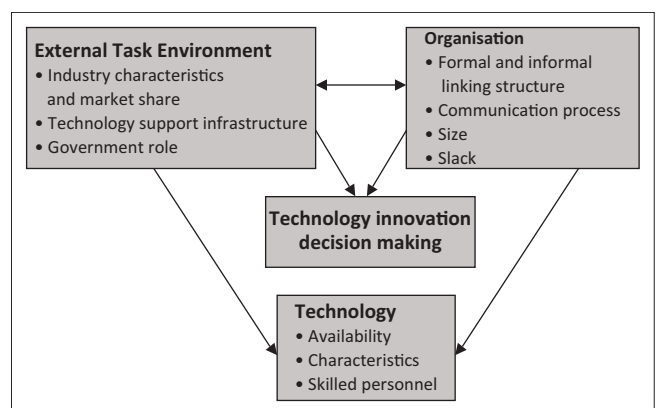 External Task Environment
• Industry characteristics
and market share
• Technology support infrastructure
• Government role
Organisation
• Formal and informal
linking structure
• Communication process
• Size
• Slack
Technology innovation
decision making
Technology
• Availability
• Characteristics
• Skilled personnel